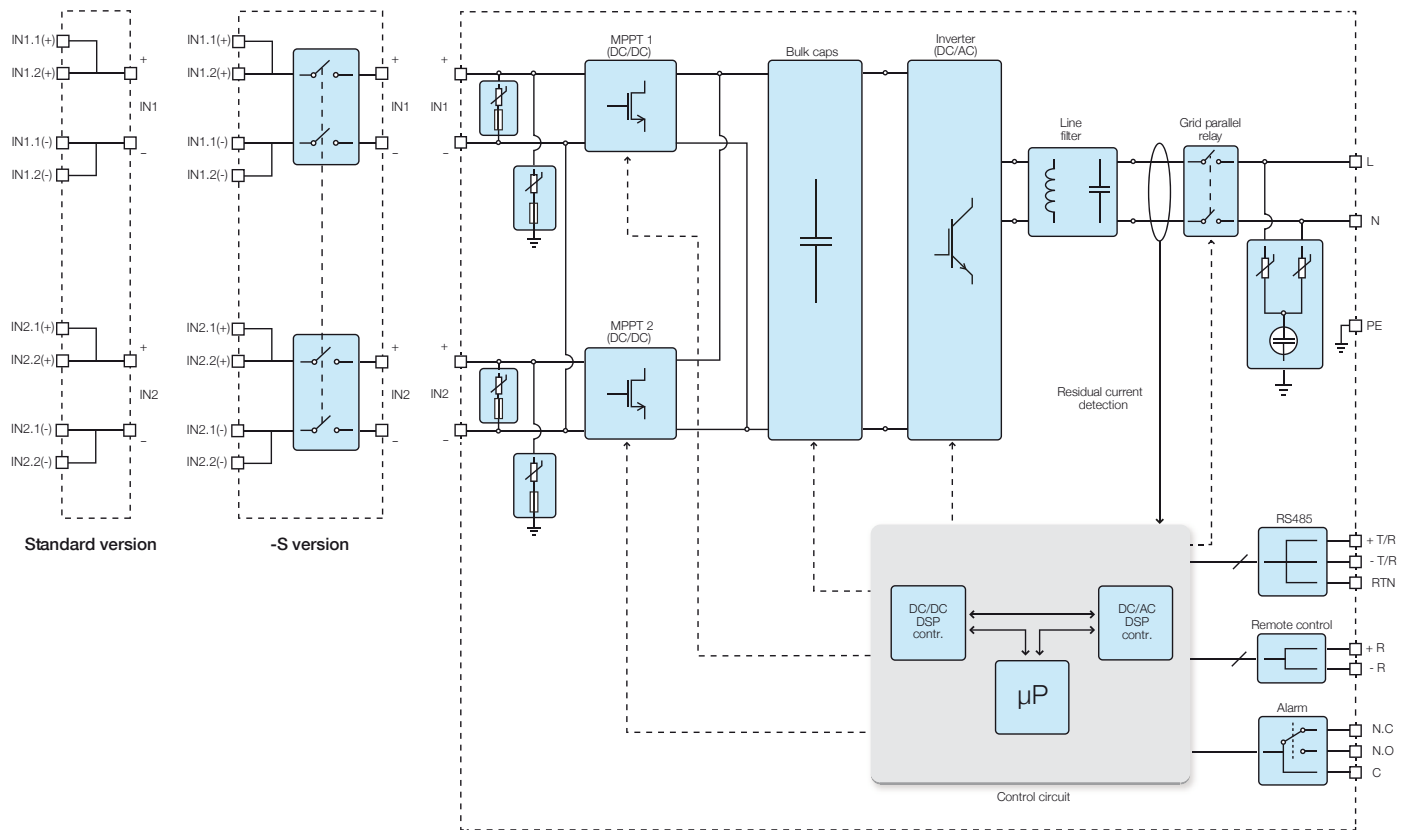 IN1.1(+)
IN1.2(+)
+
IN1
IN1.1(-)
–
IN1.2(-)
IN2.1(+)
+
IN2.2(+)
IN2
IN2.1(-)
–
IN2.2(-)
Standard version
IN1.1(+)
IN1.2(+)
+
IN1
IN1.1(-)
–
IN1.2(-)
IN2.1(+)
+
IN2.2(+)
IN2
IN2.1(-)
–
IN2.2(-)
-S version
+
IN1
–
+
IN2
–
MPPT 1
(DC/DC)
MPPT 2
(DC/DC)
Bulk caps
Inverter
(DC/AC)
Line
filter
Grid parallel
relay
L
N
PE
Residual current
detection
DC/DC
DSP
contr.
DC/AC
DSP
contr.
µP
Control circuit
RS485
+ T/R
- T/R
RTN
Remote control
+ R
- R
Alarm
N.C
N.O
C